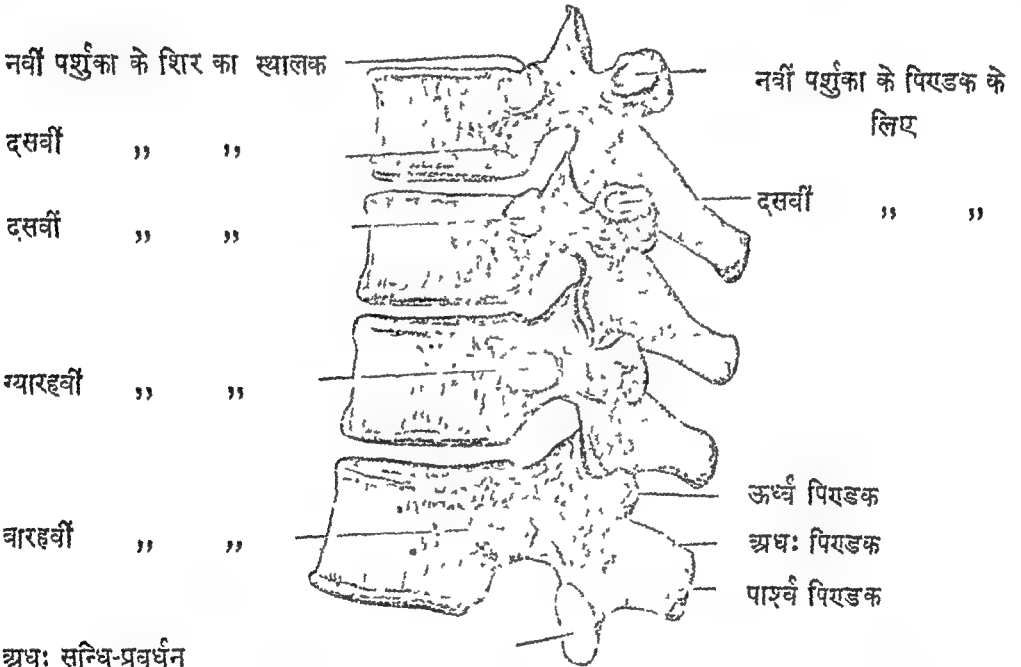 नवीं पर्शुका के शिर का स्थालक
दसवीं ,, ,,
दसवीं ,, ,,
ग्यारहवीं ,, ,,
बारहवीं ,, ,,
अधः सन्धि-प्रवर्धन
नवीं पर्शुका के पिण्डक के
लिए
दसवीं ,, ,,
ऊर्ध्व पिण्डक
अधः पिण्डक
पार्श्व पिण्डक